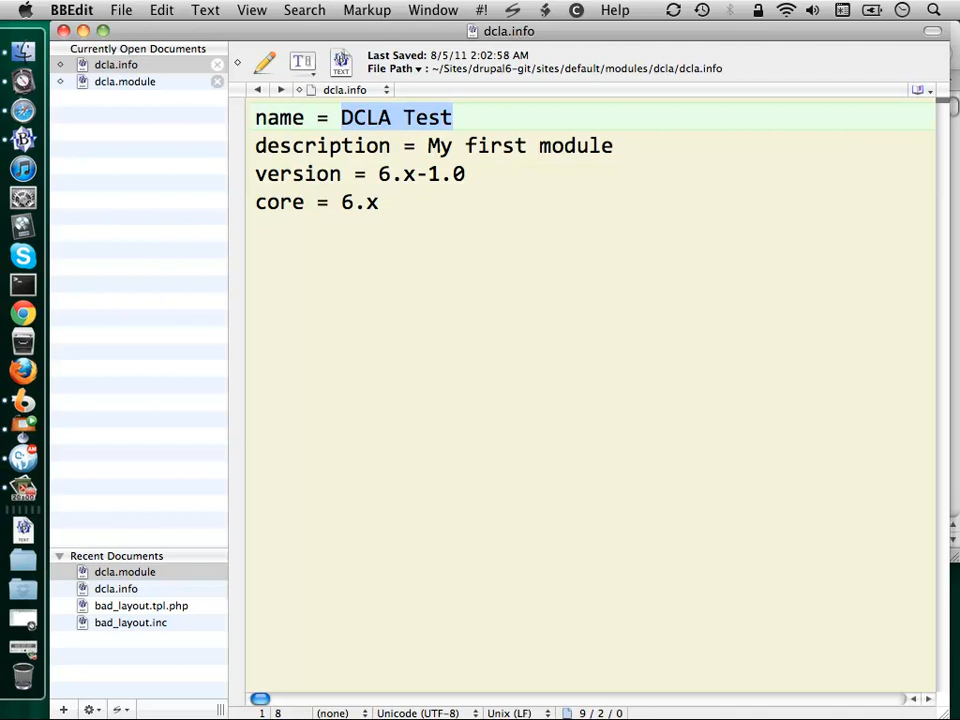 BBEdit File Edit Text View Search Markup Window #! Help
dcla.info
Currently Open Documents
dcla.info
dcla.module
Last Saved: 8/5/11 2:02:58 AM
File Path ▾ : ~/Sites/drupal6-git/sites/default/modules/dcla/dcla.info
TEXT
dcla.info
name = DCLA Test
description = My first module
version = 6.x-1.0
core = 6.x
Recent Documents
dcla.module
dcla.info
bad_layout.tpl.php
bad_layout.inc
1 8 (none) Unicode (UTF-8) Unix (LF) 9 / 2 / 0